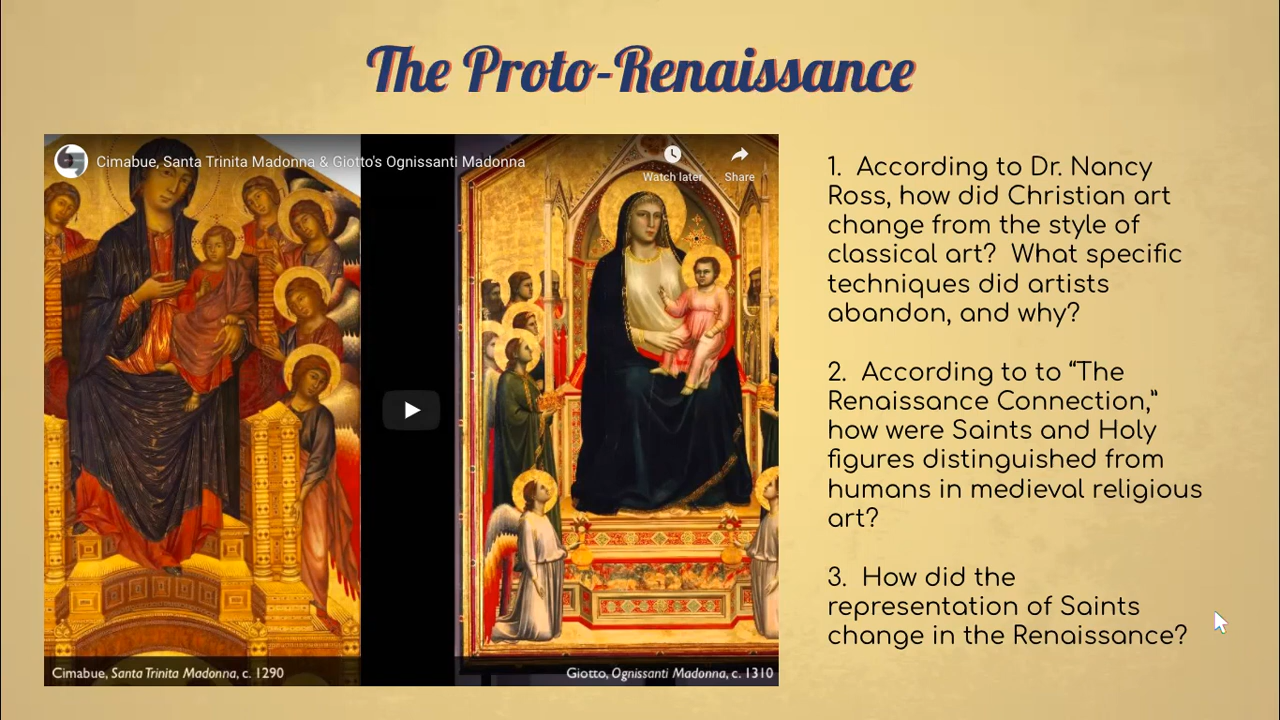 The Proto-Renaissance
Cimabue, Santa Trinita Madonna & Giotto's Ognissanti Madonna
Watch later
Share
Cimabue, Santa Trinita Madonna, c. 1290
Giotto, Ognissanti Madonna, c. 1310
1. According to Dr. Nancy
Ross, how did Christian art
change from the style of
classical art? What specific
techniques did artists
abandon, and why?
2. According to to “The
Renaissance Connection,”
how were Saints and Holy
figures distinguished from
humans in medieval religious
art?
3. How did the
representation of Saints
change in the Renaissance?